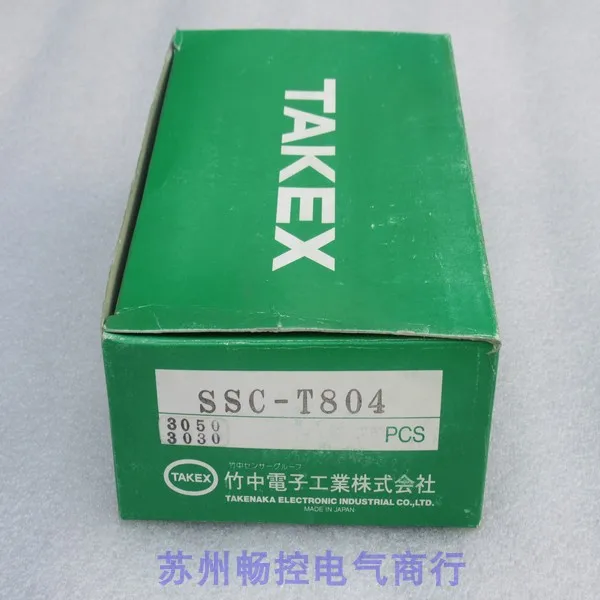 TAKEX
SSC-T804
3050
3030
PCS
竹中センサーグループ
TAKEX 竹中電子工業株式会社
TAKENAKA ELECTRONIC INDUSTRIAL CO.,LTD.
MADE IN JAPAN
苏州畅控电气商行